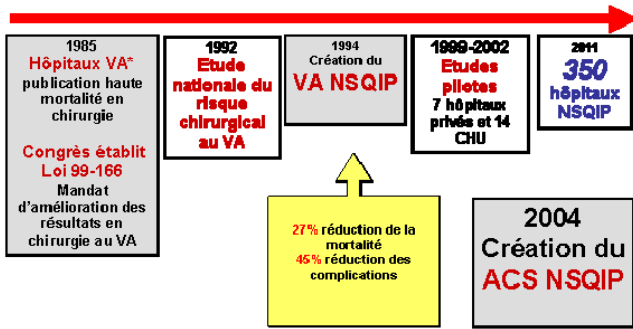 1985
Hôpitaux VA*
publication haute
mortalité en
chirurgie
Congrès établit
Loi 99-166
Mandat
d'amélioration des
résultats en
chirurgie au VA
1992
Etude
nationale du
risque
chirurgical
au VA
1994
Création du
VA NSQIP
1999-2002
Etudes
pilotes
7 hôpitaux
privés et 14
CHU
2011
350
hôpitaux
NSQIP
27% réduction de la
mortalité
45% réduction des
complications
2004
Création du
ACS NSQIP